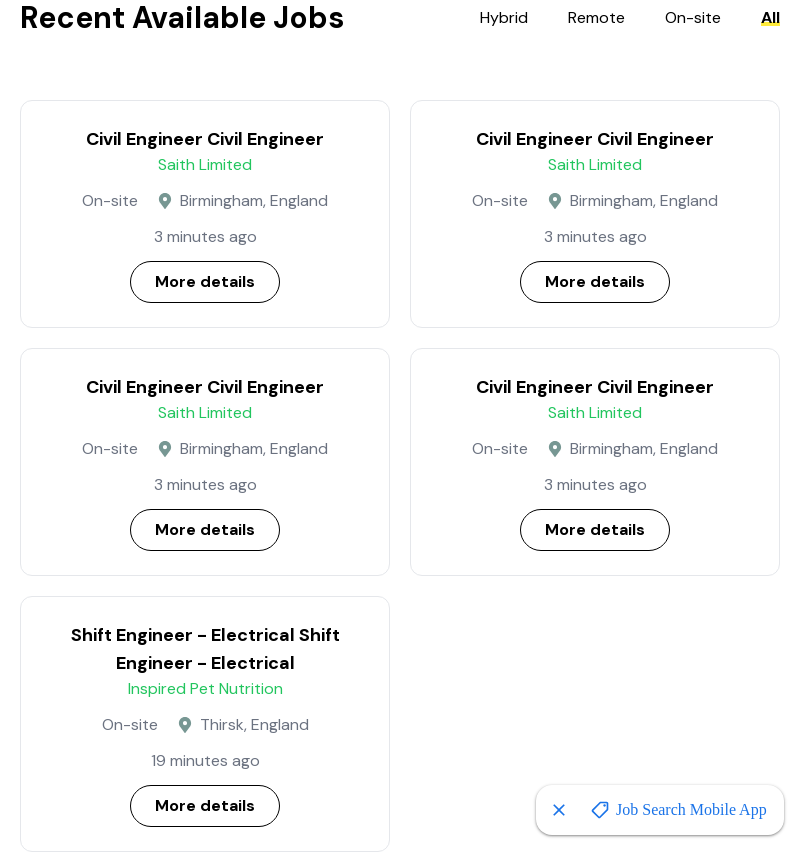 Recent Available Jobs
Hybrid Remote On-site All
Civil Engineer Civil Engineer
Saith Limited
On-site Birmingham, England
3 minutes ago
More details
Civil Engineer Civil Engineer
Saith Limited
On-site Birmingham, England
3 minutes ago
More details
Civil Engineer Civil Engineer
Saith Limited
On-site Birmingham, England
3 minutes ago
More details
Civil Engineer Civil Engineer
Saith Limited
On-site Birmingham, England
3 minutes ago
More details
Shift Engineer - Electrical Shift
Engineer - Electrical
Inspired Pet Nutrition
On-site Thirsk, England
19 minutes ago
More details
Job Search Mobile App